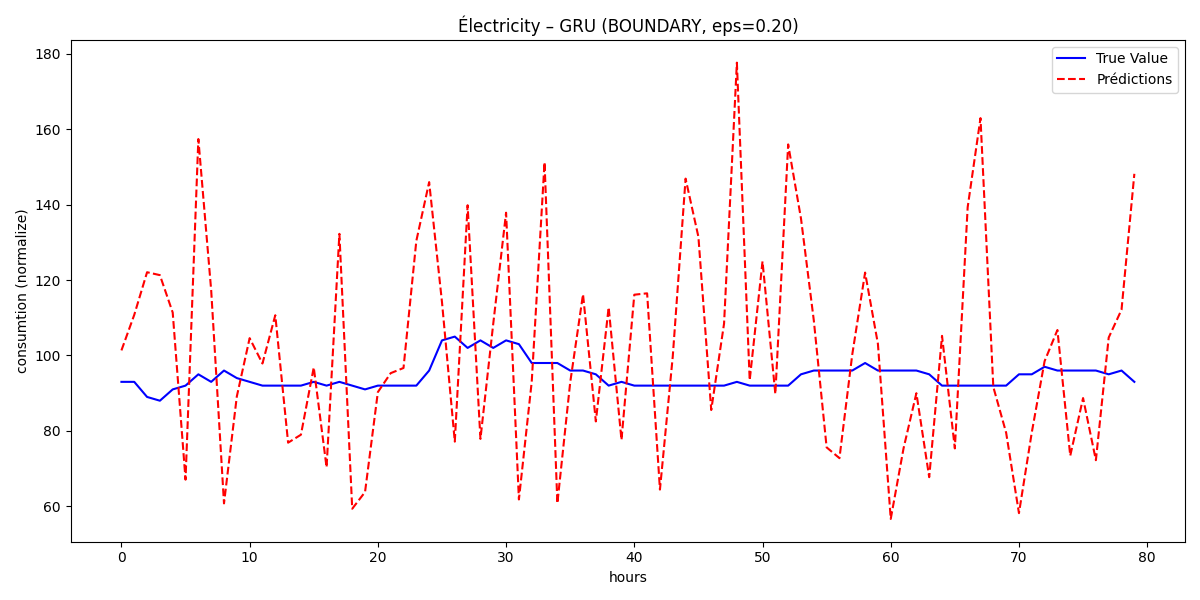 Électricity – GRU (BOUNDARY, eps=0.20)
True Value
Prédictions
consumtion (normalize)
180
160
140
120
100
80
60
0 10 20 30 40 50 60 70 80
hours